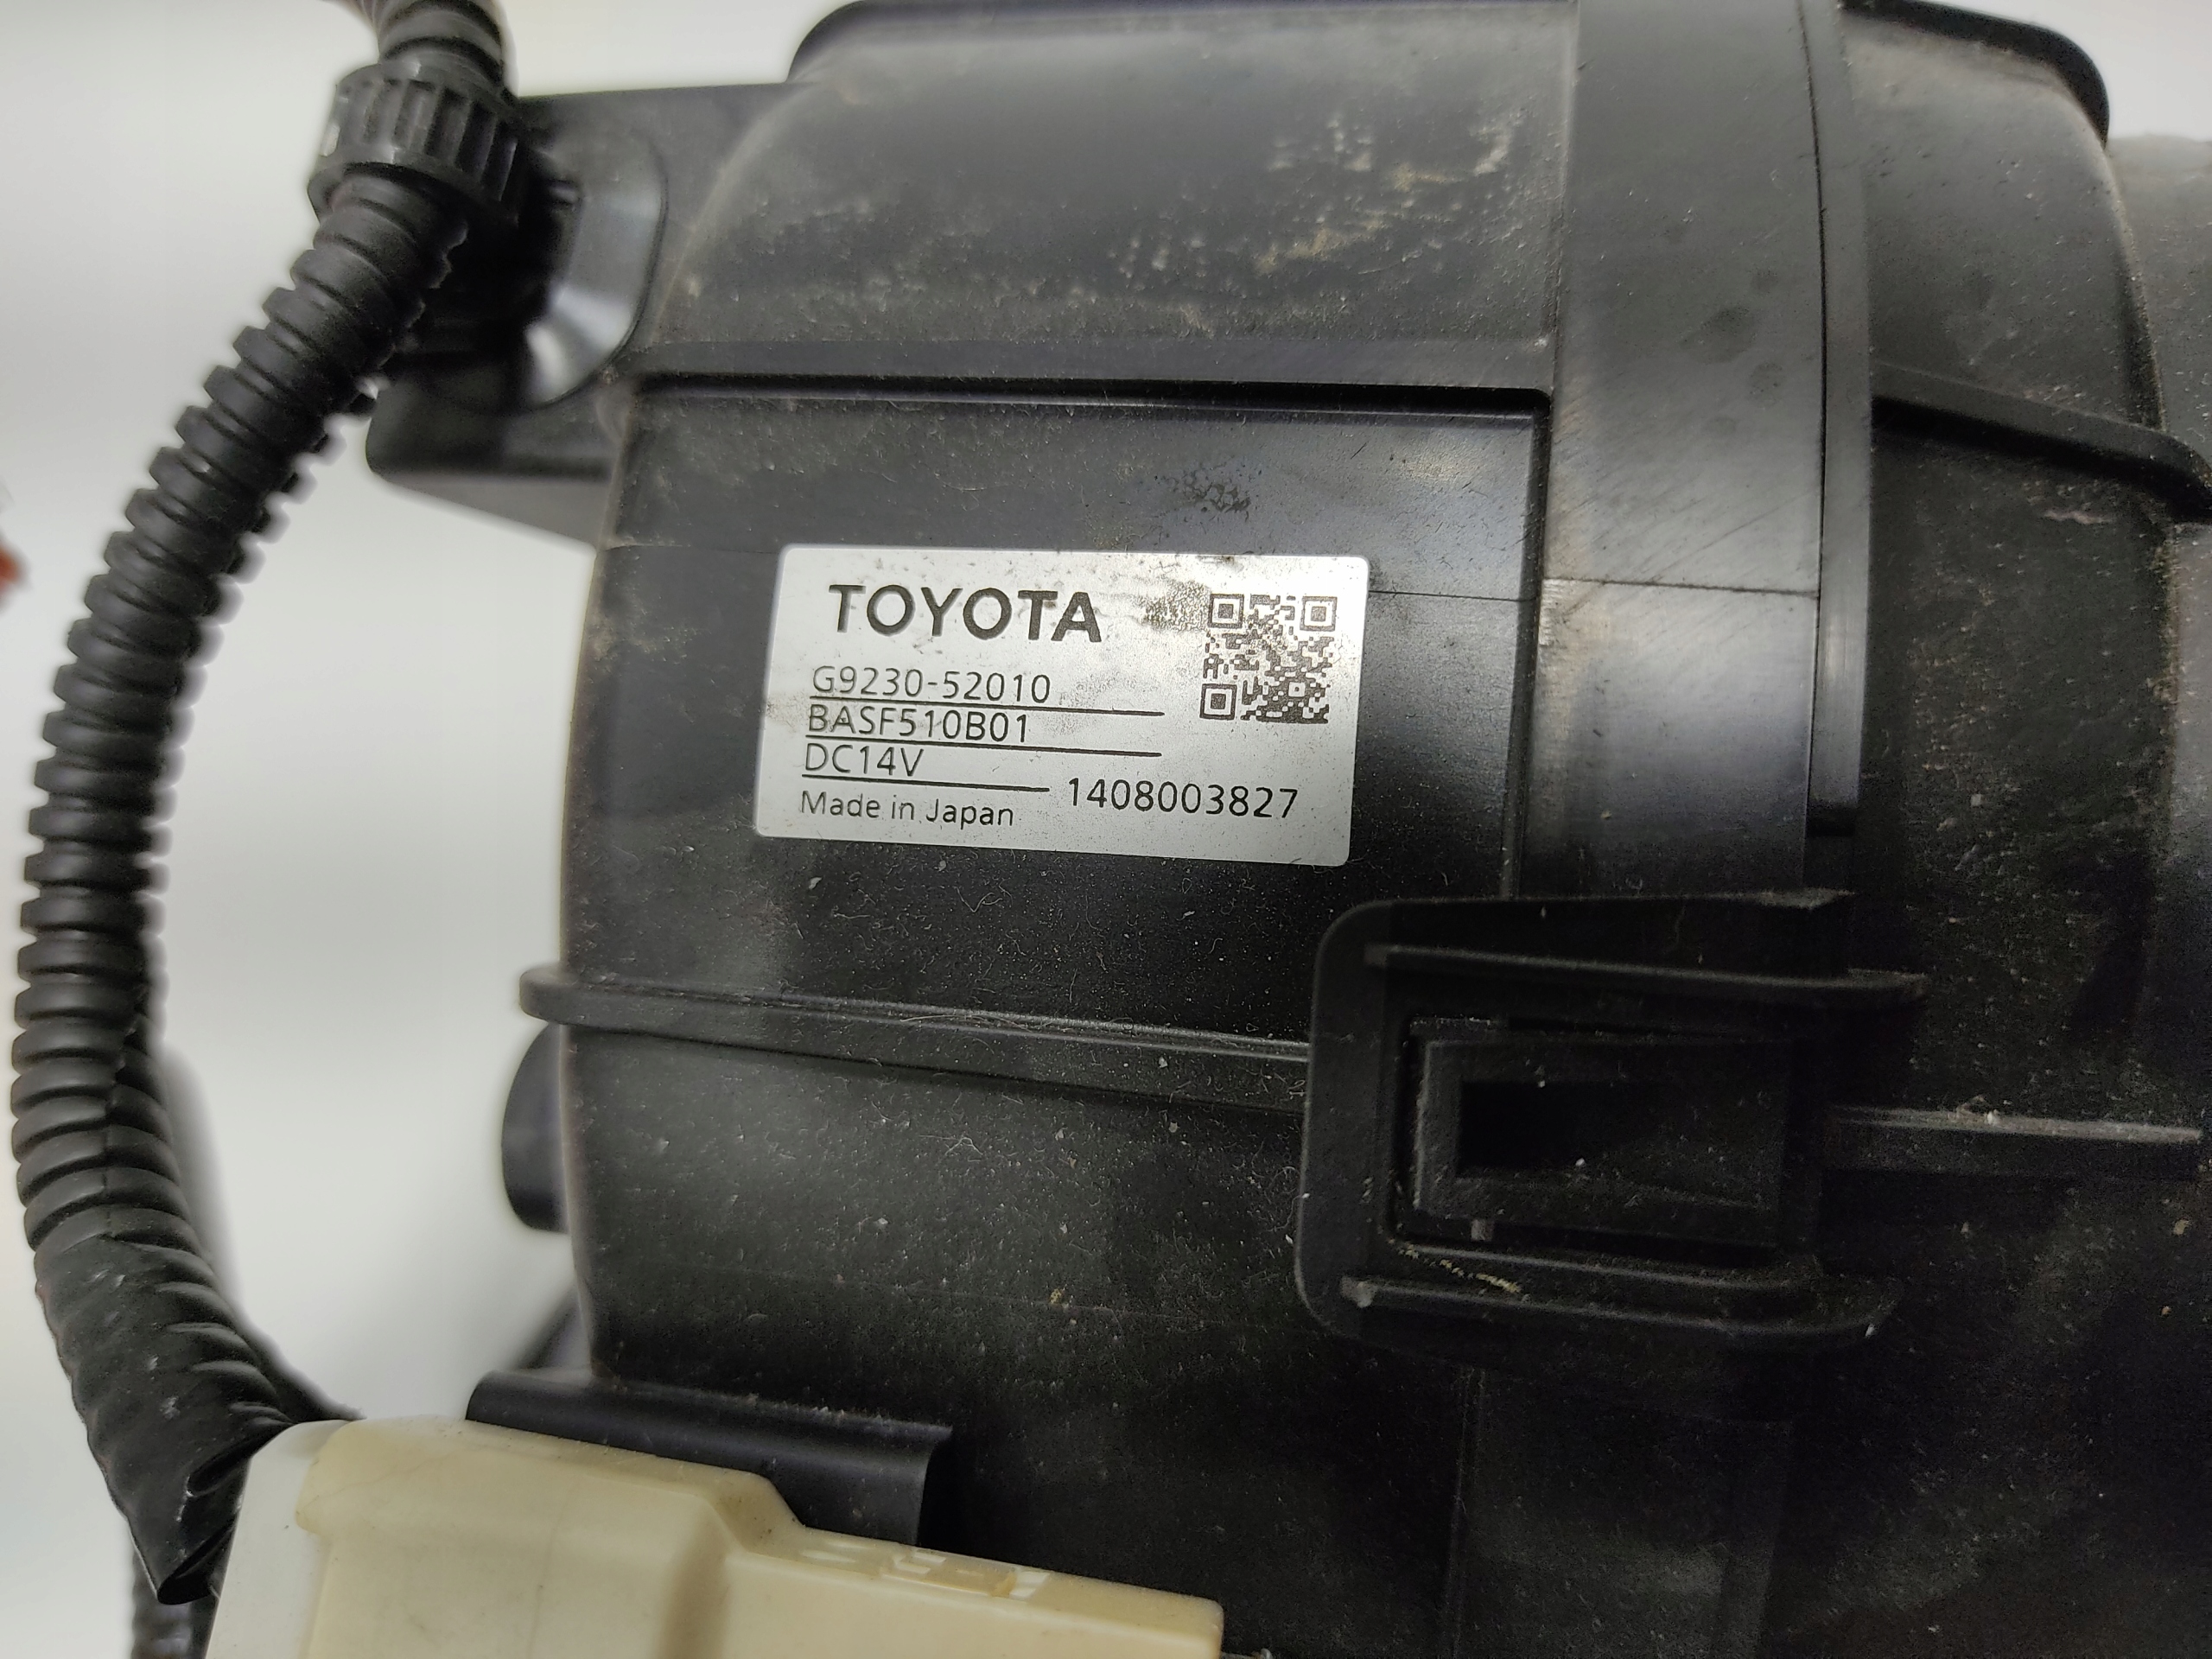 TOYOTA
G9230-52010
BASF510B01
DC14V
Made in Japan 1408003827